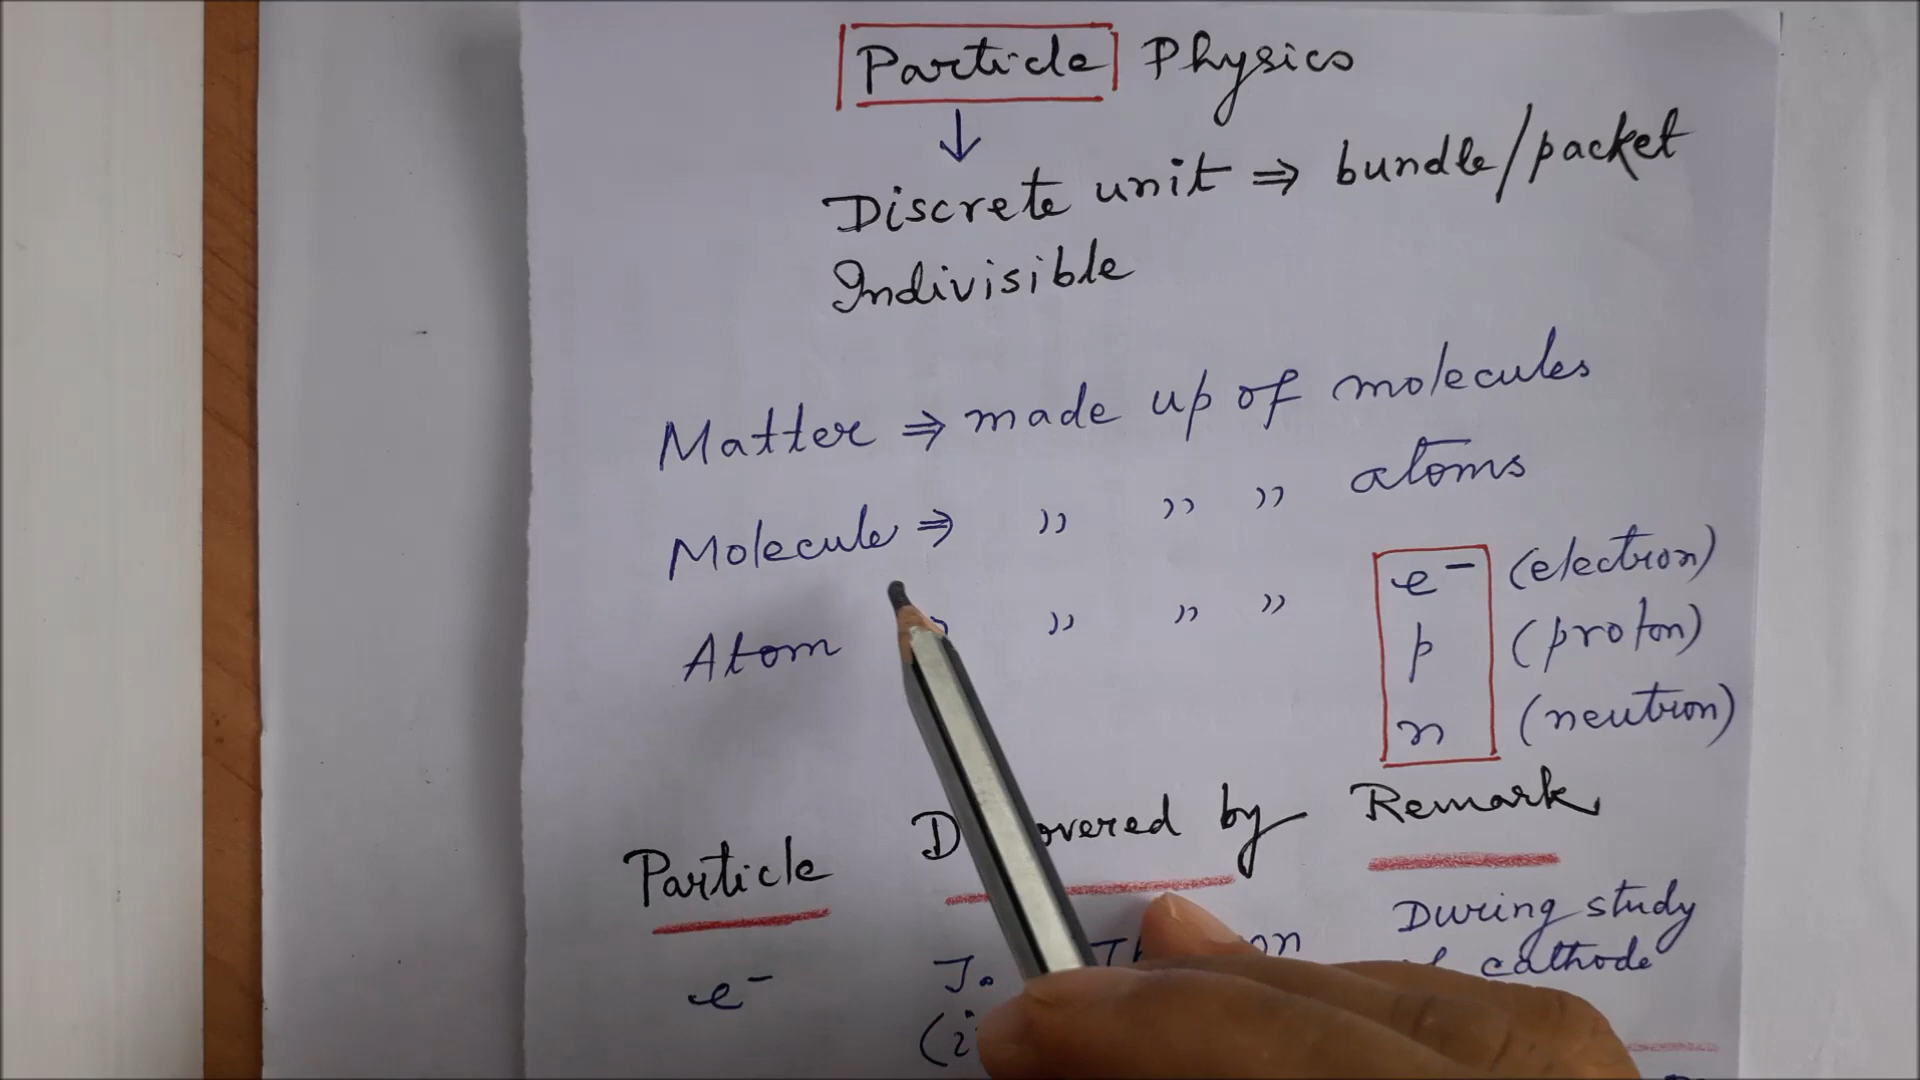 Particle Physics
↓
Discrete unit ⇒ bundle/packet
Indivisible
Matter ⇒ made up of molecules
Molecule ⇒ ,, ,, ,, atoms
Atom ,, ,, ,, e⁻ (electron)
p (proton)
n (neutron)
Particle by Remark
e⁻ J. During study
cathode